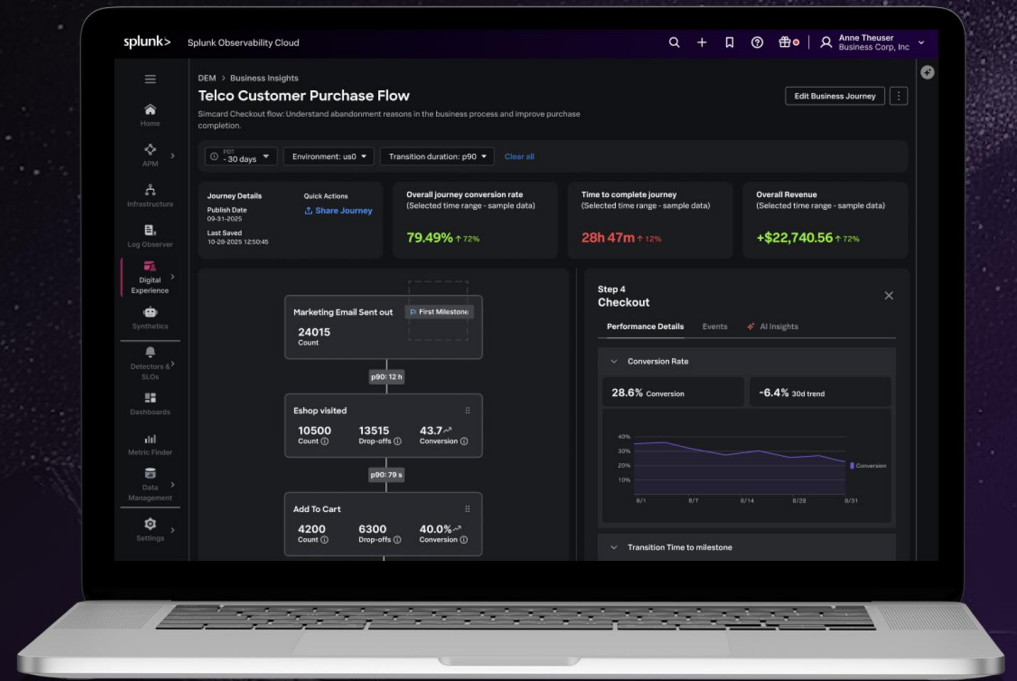 splunk> Splunk Observability Cloud
Anne Theuser
Business Corp, Inc
Home
APM
Infrastructure
Log Observer
Digital
Experience
Synthetics
Detectors &
SLOs
Dashboards
Metric Finder
Data
Management
Settings
DEM > Business Insights
Telco Customer Purchase Flow
Simcard Checkout flow: Understand abandonment reasons in the business process and improve purchase
completion.
Edit Business Journey
PDT
- 30 days
Environment: us0
Transition duration: p90
Clear all
Journey Details
Publish Date
09-31-2025
Last Saved
10-20-2025 12:50:45
Quick Actions
Share Journey
Overall journey conversion rate
(Selected time range - sample data)
79.49% ↑ 72%
Time to complete journey
(Selected time range - sample data)
28h 47m ↑ 12%
Overall Revenue
(Selected time range - sample data)
+$22,740.56 ↑ 72%
Marketing Email Sent out
First Milestone
24015
Count
p90: 12 h
Eshop visited
10500 13515 43.7
Count Drop-offs Conversion
p90: 79 s
Add To Cart
4200 6300 40.0%
Count Drop-offs Conversion
Step 4
Checkout
Performance Details Events AI Insights
Conversion Rate
28.6% Conversion
-6.4% 30d trend
40%
30%
20%
10%
8/1 8/7 8/14 8/28 8/31
Conversion
Transition Time to milestone